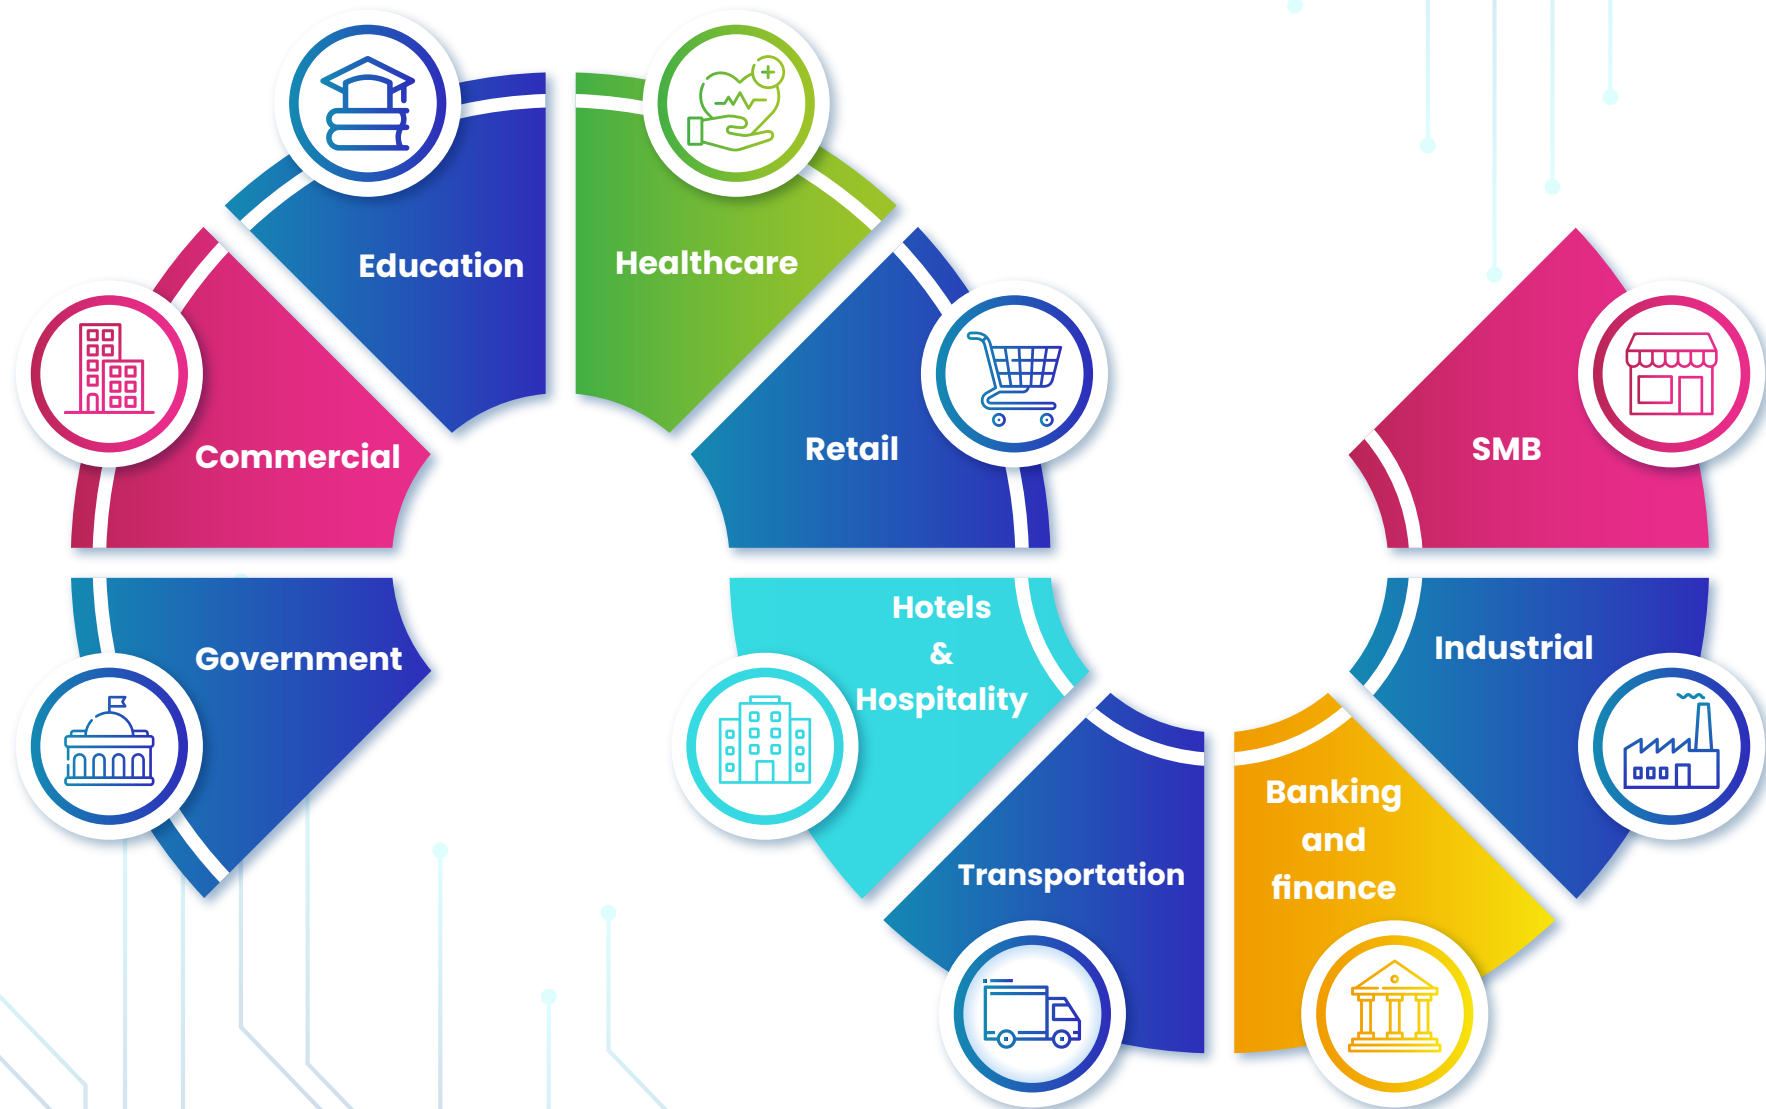 Education
Healthcare
Commercial
Retail
SMB
Government
Hotels
&
Hospitality
Transportation
Banking
and
finance
Industrial